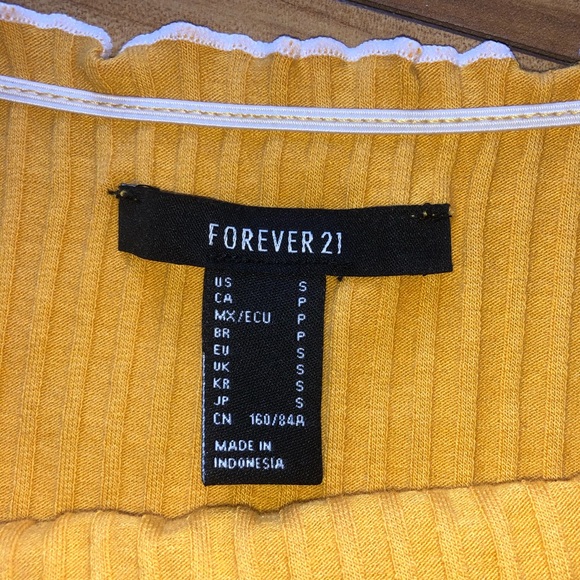 FOREVER 21
US S
CA P
MX/ECU P
BR P
EU S
UK S
KR S
JP S
CN 160/84A
MADE IN
INDONESIA